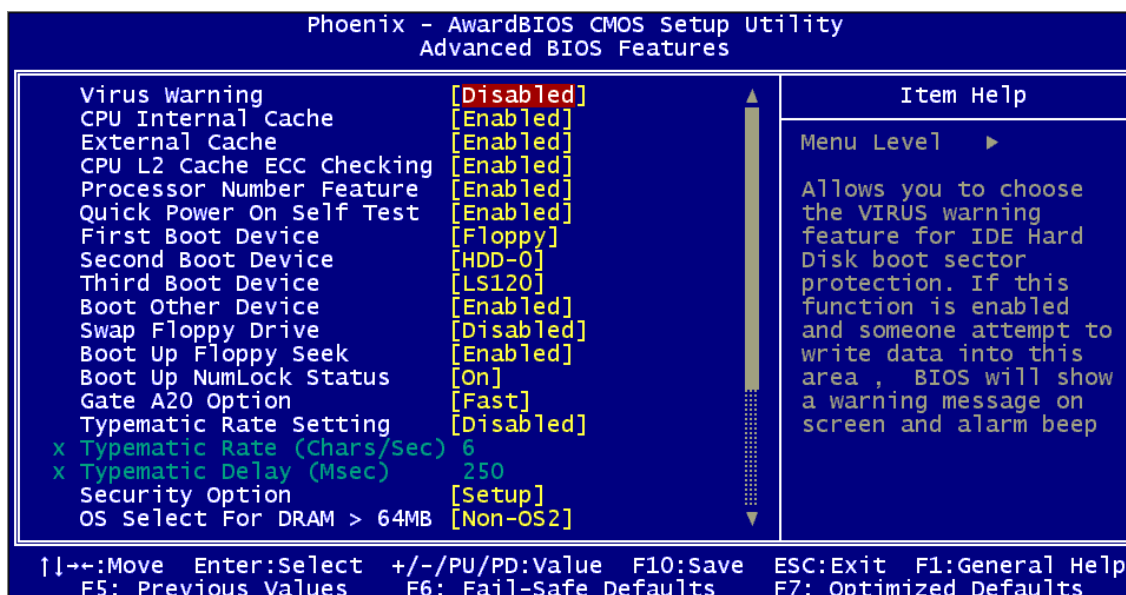 Phoenix - AwardBIOS CMOS Setup Utility
Advanced BIOS Features
Virus Warning [Disabled]
CPU Internal Cache [Enabled]
External Cache [Enabled]
CPU L2 Cache ECC Checking [Enabled]
Processor Number Feature [Enabled]
Quick Power On Self Test [Enabled]
First Boot Device [Floppy]
Second Boot Device [HDD-0]
Third Boot Device [LS120]
Boot Other Device [Enabled]
Swap Floppy Drive [Disabled]
Boot Up Floppy Seek [Enabled]
Boot Up NumLock Status [On]
Gate A20 Option [Fast]
Typematic Rate Setting [Disabled]
x Typematic Rate (Chars/Sec) 6
x Typematic Delay (Msec) 250
Security Option [Setup]
OS Select For DRAM > 64MB [Non-OS2]
Item Help
Menu Level ▶
Allows you to choose
the VIRUS warning
feature for IDE Hard
Disk boot sector
protection. If this
function is enabled
and someone attempt to
write data into this
area , BIOS will show
a warning message on
screen and alarm beep
↑↓→←:Move Enter:Select +/-/PU/PD:Value F10:Save ESC:Exit F1:General Help
F5: Previous Values F6: Fail-Safe Defaults F7: Optimized Defaults